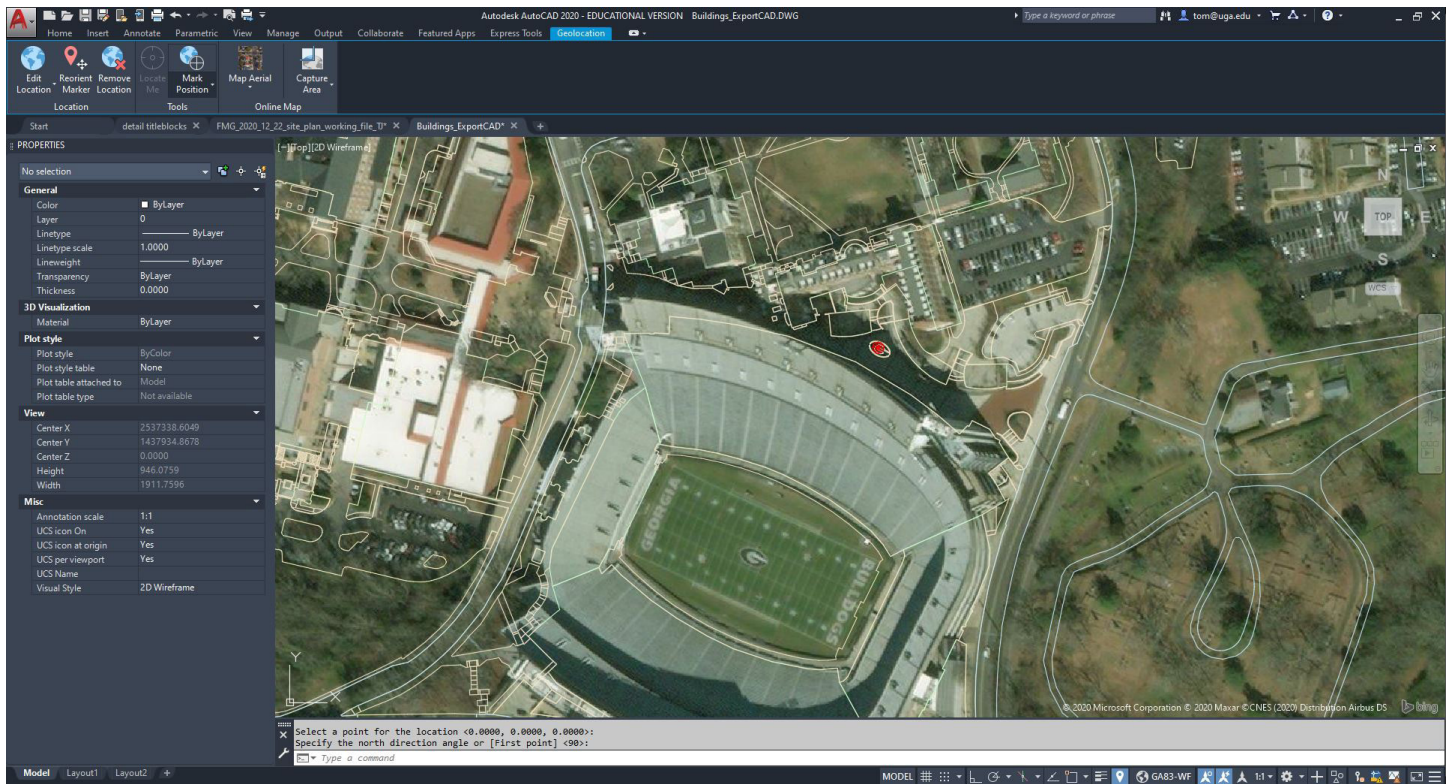 Autodesk AutoCAD 2020 - EDUCATIONAL VERSION Buildings_ExportCAD.DWG
Type a keyword or phrase
tom@uga.edu
Home Insert Annotate Parametric View Manage Output Collaborate Featured Apps Express Tools Geolocation
Edit Location
Reorient Marker
Remove Location
Locate Me
Mark Position
Map Aerial
Capture Area
Location Tools Online Map
Start detail titleblocks FMG_2020_12_22_site_plan_working_file_TJ* Buildings_ExportCAD*
PROPERTIES
[−][Top][2D Wireframe]
No selection
General
Color ByLayer
Layer 0
Linetype ByLayer
Linetype scale 1.0000
Lineweight ByLayer
Transparency ByLayer
Thickness 0.0000
3D Visualization
Material ByLayer
Plot style
Plot style ByColor
Plot style table None
Plot table attached to Model
Plot table type Not available
View
Center X 2537338.6049
Center Y 1437934.8678
Center Z 0.0000
Height 946.0759
Width 1911.7596
Misc
Annotation scale 1:1
UCS icon On Yes
UCS icon at origin Yes
UCS per viewport Yes
UCS Name
Visual Style 2D Wireframe
N
W TOP E
S
WCS
GEORGIA
G
BULLDOGS
Y
X
© 2020 Microsoft Corporation © 2020 Maxar ©CNES (2020) Distribution Airbus DS bing
Select a point for the location <0.0000, 0.0000, 0.0000>:
Specify the north direction angle or [First point] <90>:
Type a command
Model Layout1 Layout2 +
MODEL GA83-WF 1:1